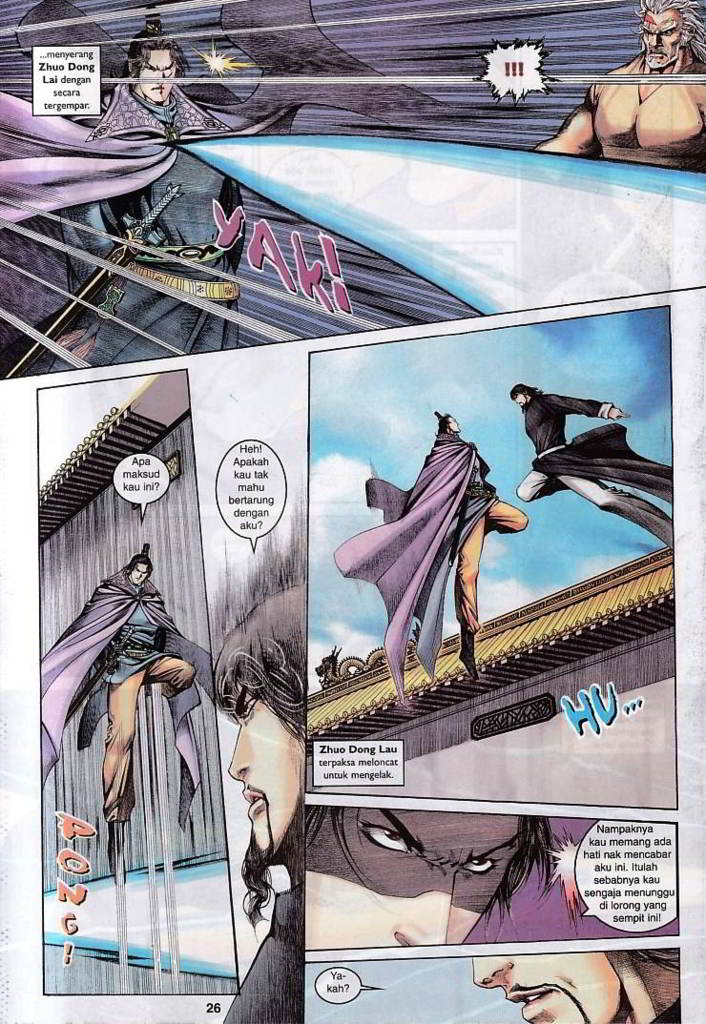 ...menyerang
Zhuo Dong
Lai dengan
secara
tergempar.
!!!
YAK!
Apa
maksud
kau ini?
Heh!
Apakah
kau tak
mahu
bertarung
dengan
aku?
PONG!
HU...
Zhuo Dong Lau
terpaksa meloncat
untuk mengelak.
Nampaknya
kau memang ada
hati nak mencabar
aku ini. Itulah
sebabnya kau
sengaja menunggu
di lorong yang
sempit ini!
Ya-
kah?
26